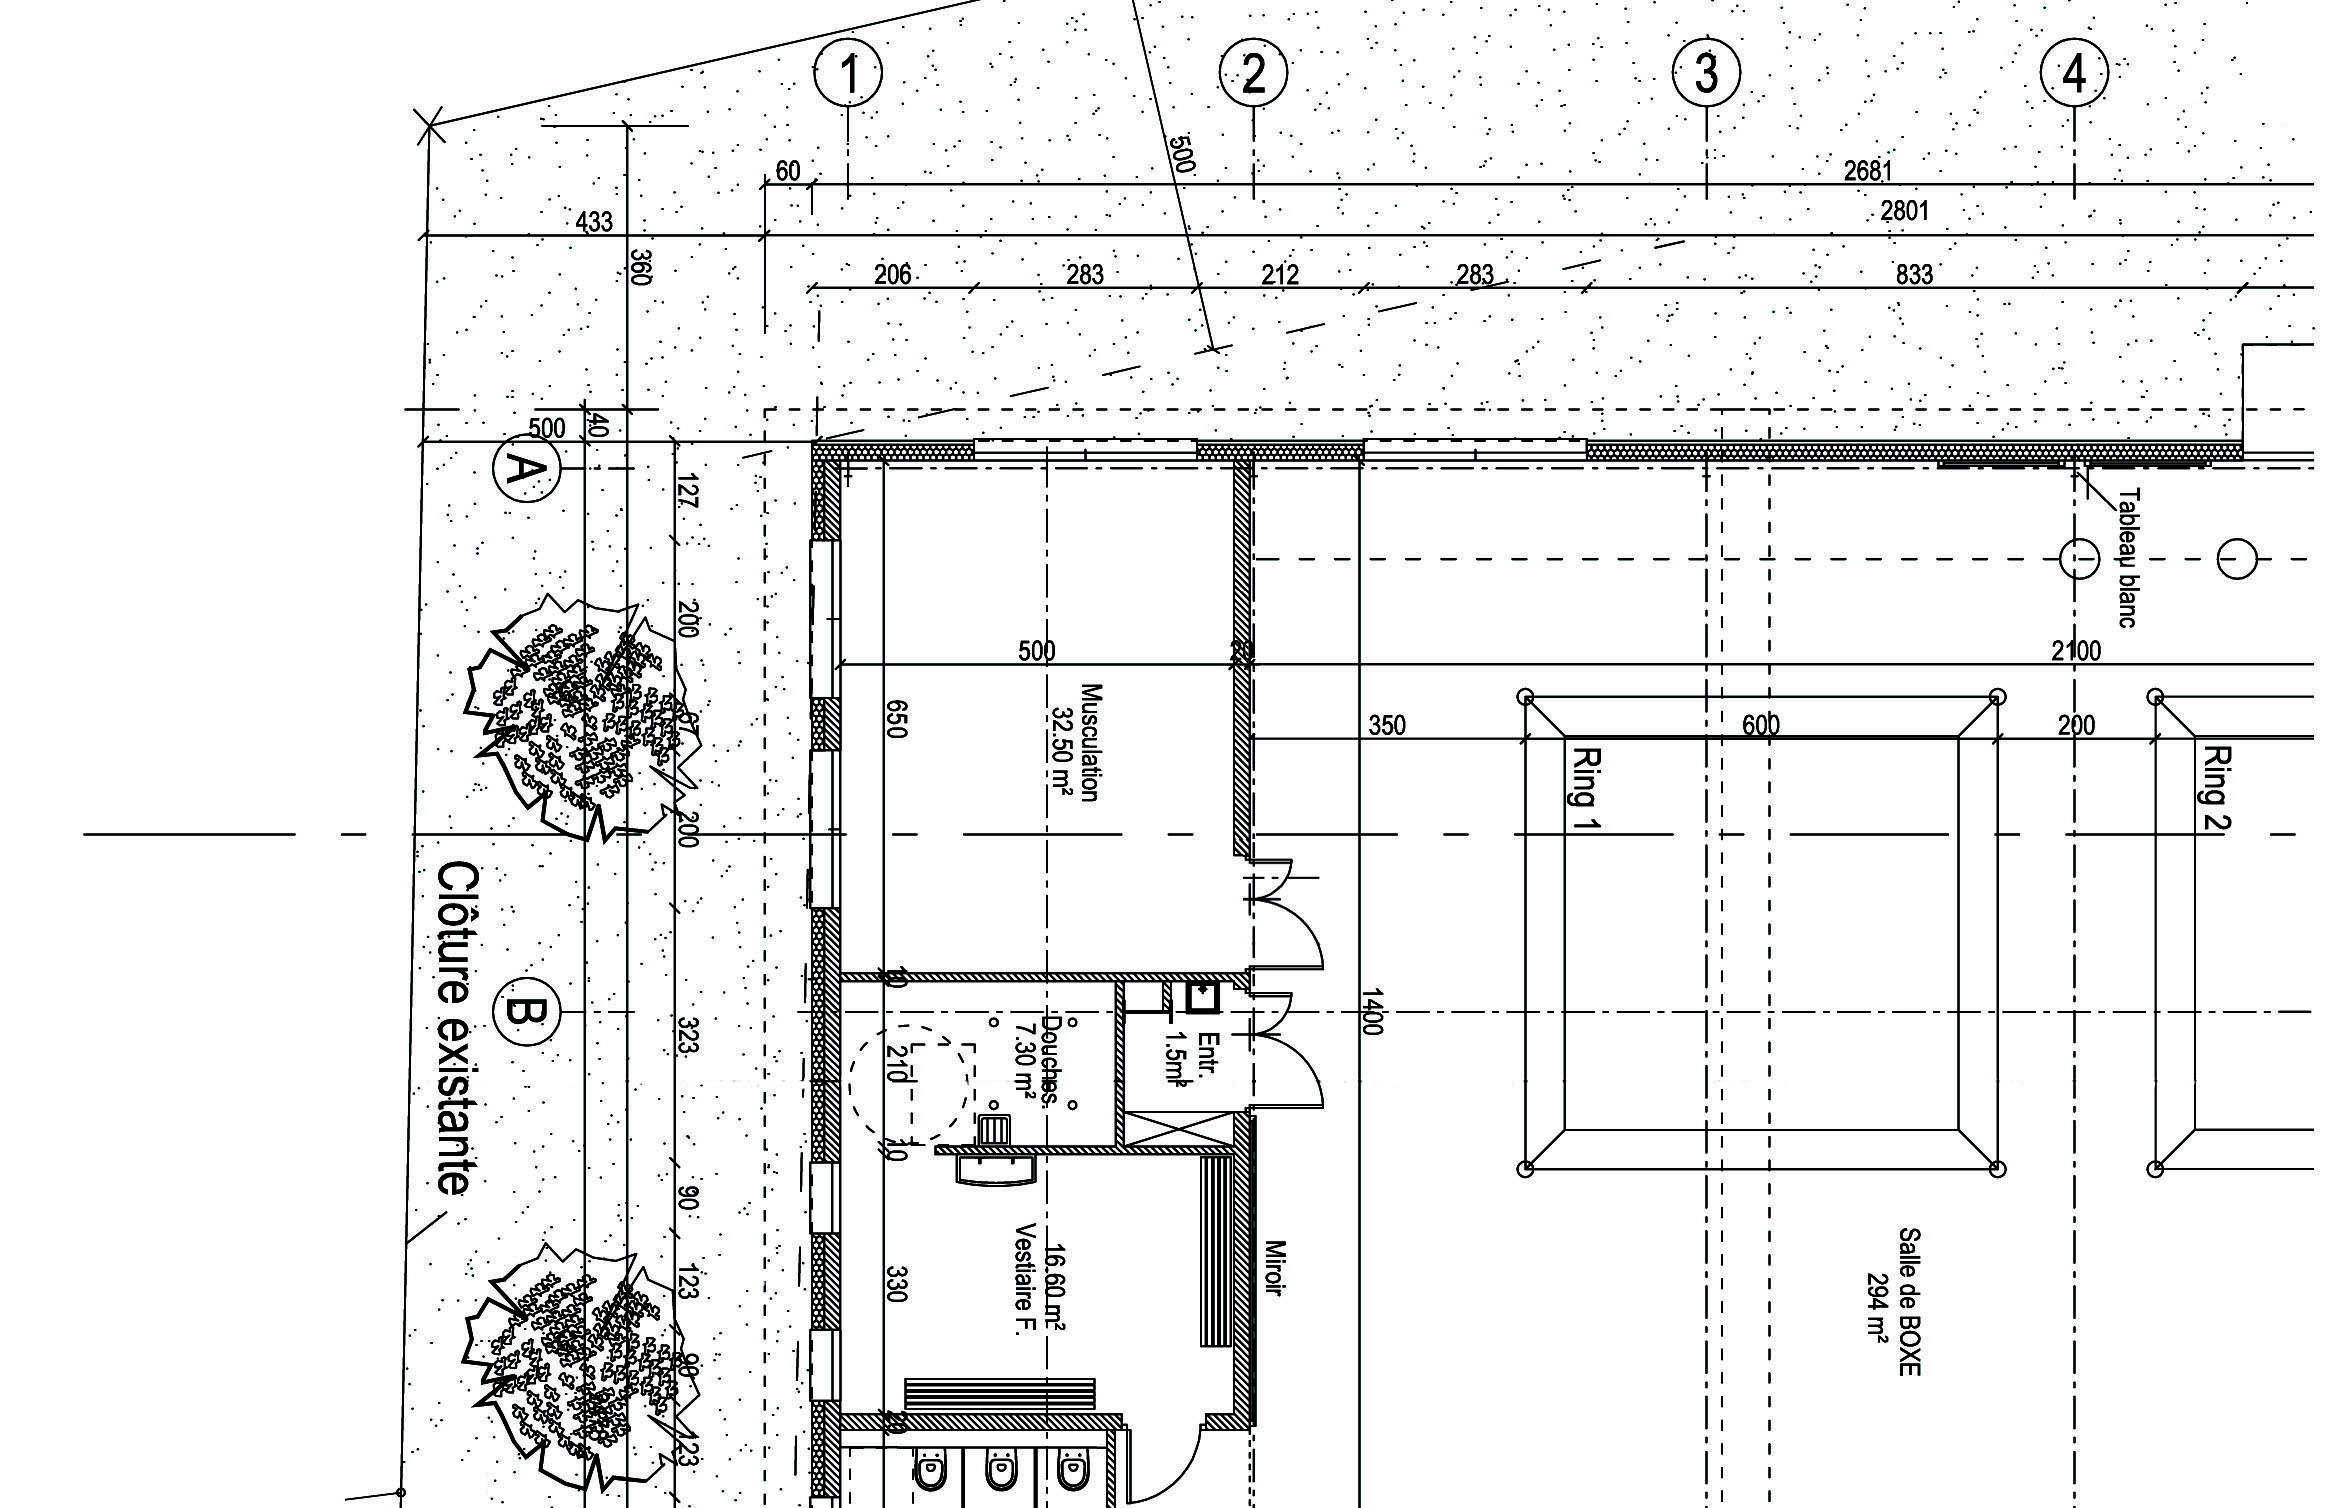 1
2
3
4
60
2681
433
2801
360
500
206
283
212
283
833
500
40
A
127
200
Tableau blanc
500
20
2100
650
Musculation
32.50 m²
67
350
600
200
Ring 1
Ring 2
200
Clôture existante
B
323
10
210
Douches
7.30 m²
Entr.
1.5m²
1400
10
90
123
330
Vestiaire F.
16.60 m²
Miroir
Salle de BOXE
294 m²
90
20
123